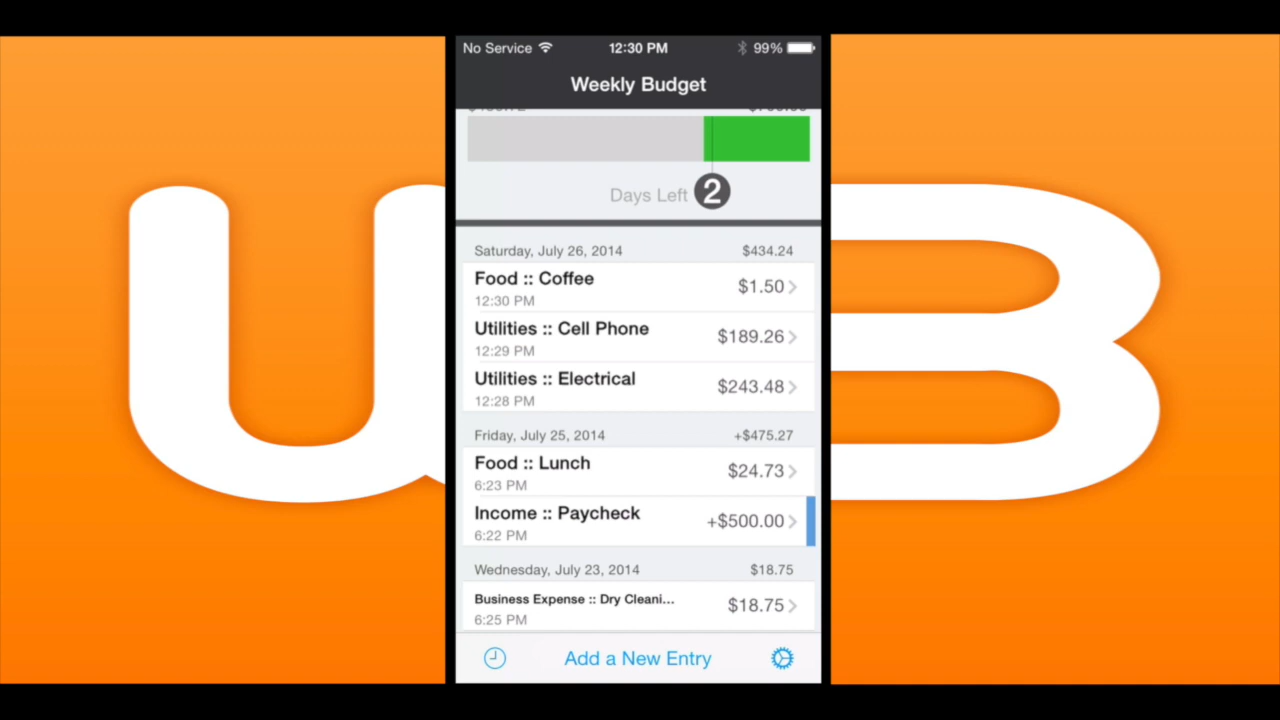 No Service 12:30 PM 99%
Weekly Budget
Days Left 2
Saturday, July 26, 2014 $434.24
Food :: Coffee $1.50
12:30 PM
Utilities :: Cell Phone $189.26
12:29 PM
Utilities :: Electrical $243.48
12:28 PM
Friday, July 25, 2014 +$475.27
Food :: Lunch $24.73
6:23 PM
Income :: Paycheck +$500.00
6:22 PM
Wednesday, July 23, 2014 $18.75
Business Expense :: Dry Cleani... $18.75
6:25 PM
Add a New Entry
U B